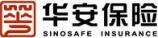 华安保险
SINOSAFE INSURANCE